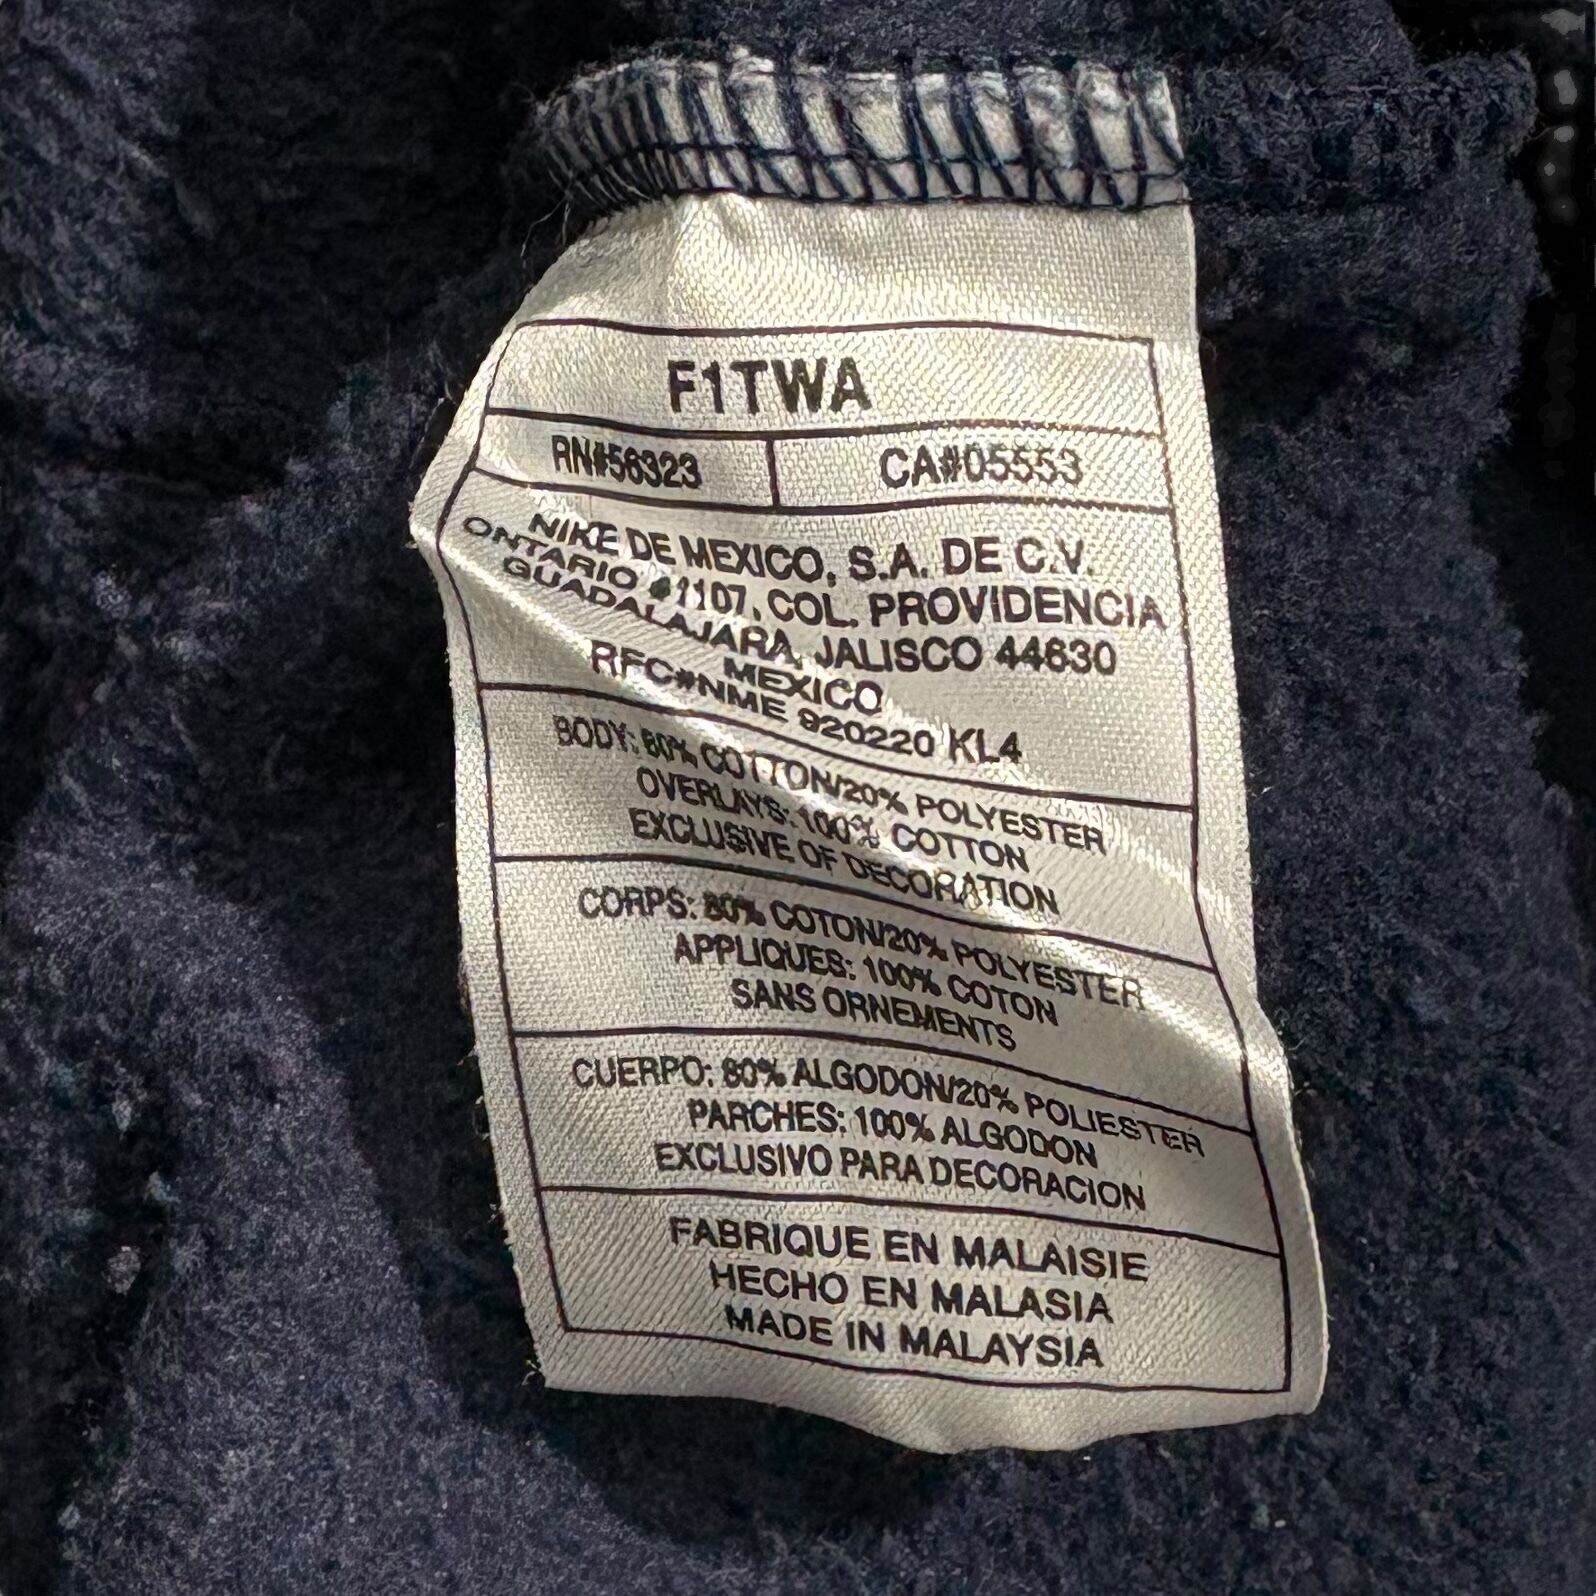 F1TWA
RN#56323 CA#05553
NIKE DE MEXICO, S.A. DE C.V.
ONTARIO #1107, COL. PROVIDENCIA
GUADALAJARA, JALISCO 44630
MEXICO
RFC#NME 920220 KL4
BODY: 80% COTTON/20% POLYESTER
OVERLAYS: 100% COTTON
EXCLUSIVE OF DECORATION
CORPS: 80% COTON/20% POLYESTER
APPLIQUES: 100% COTON
SANS ORNEMENTS
CUERPO: 80% ALGODON/20% POLIESTER
PARCHES: 100% ALGODON
EXCLUSIVO PARA DECORACION
FABRIQUE EN MALAISIE
HECHO EN MALASIA
MADE IN MALAYSIA